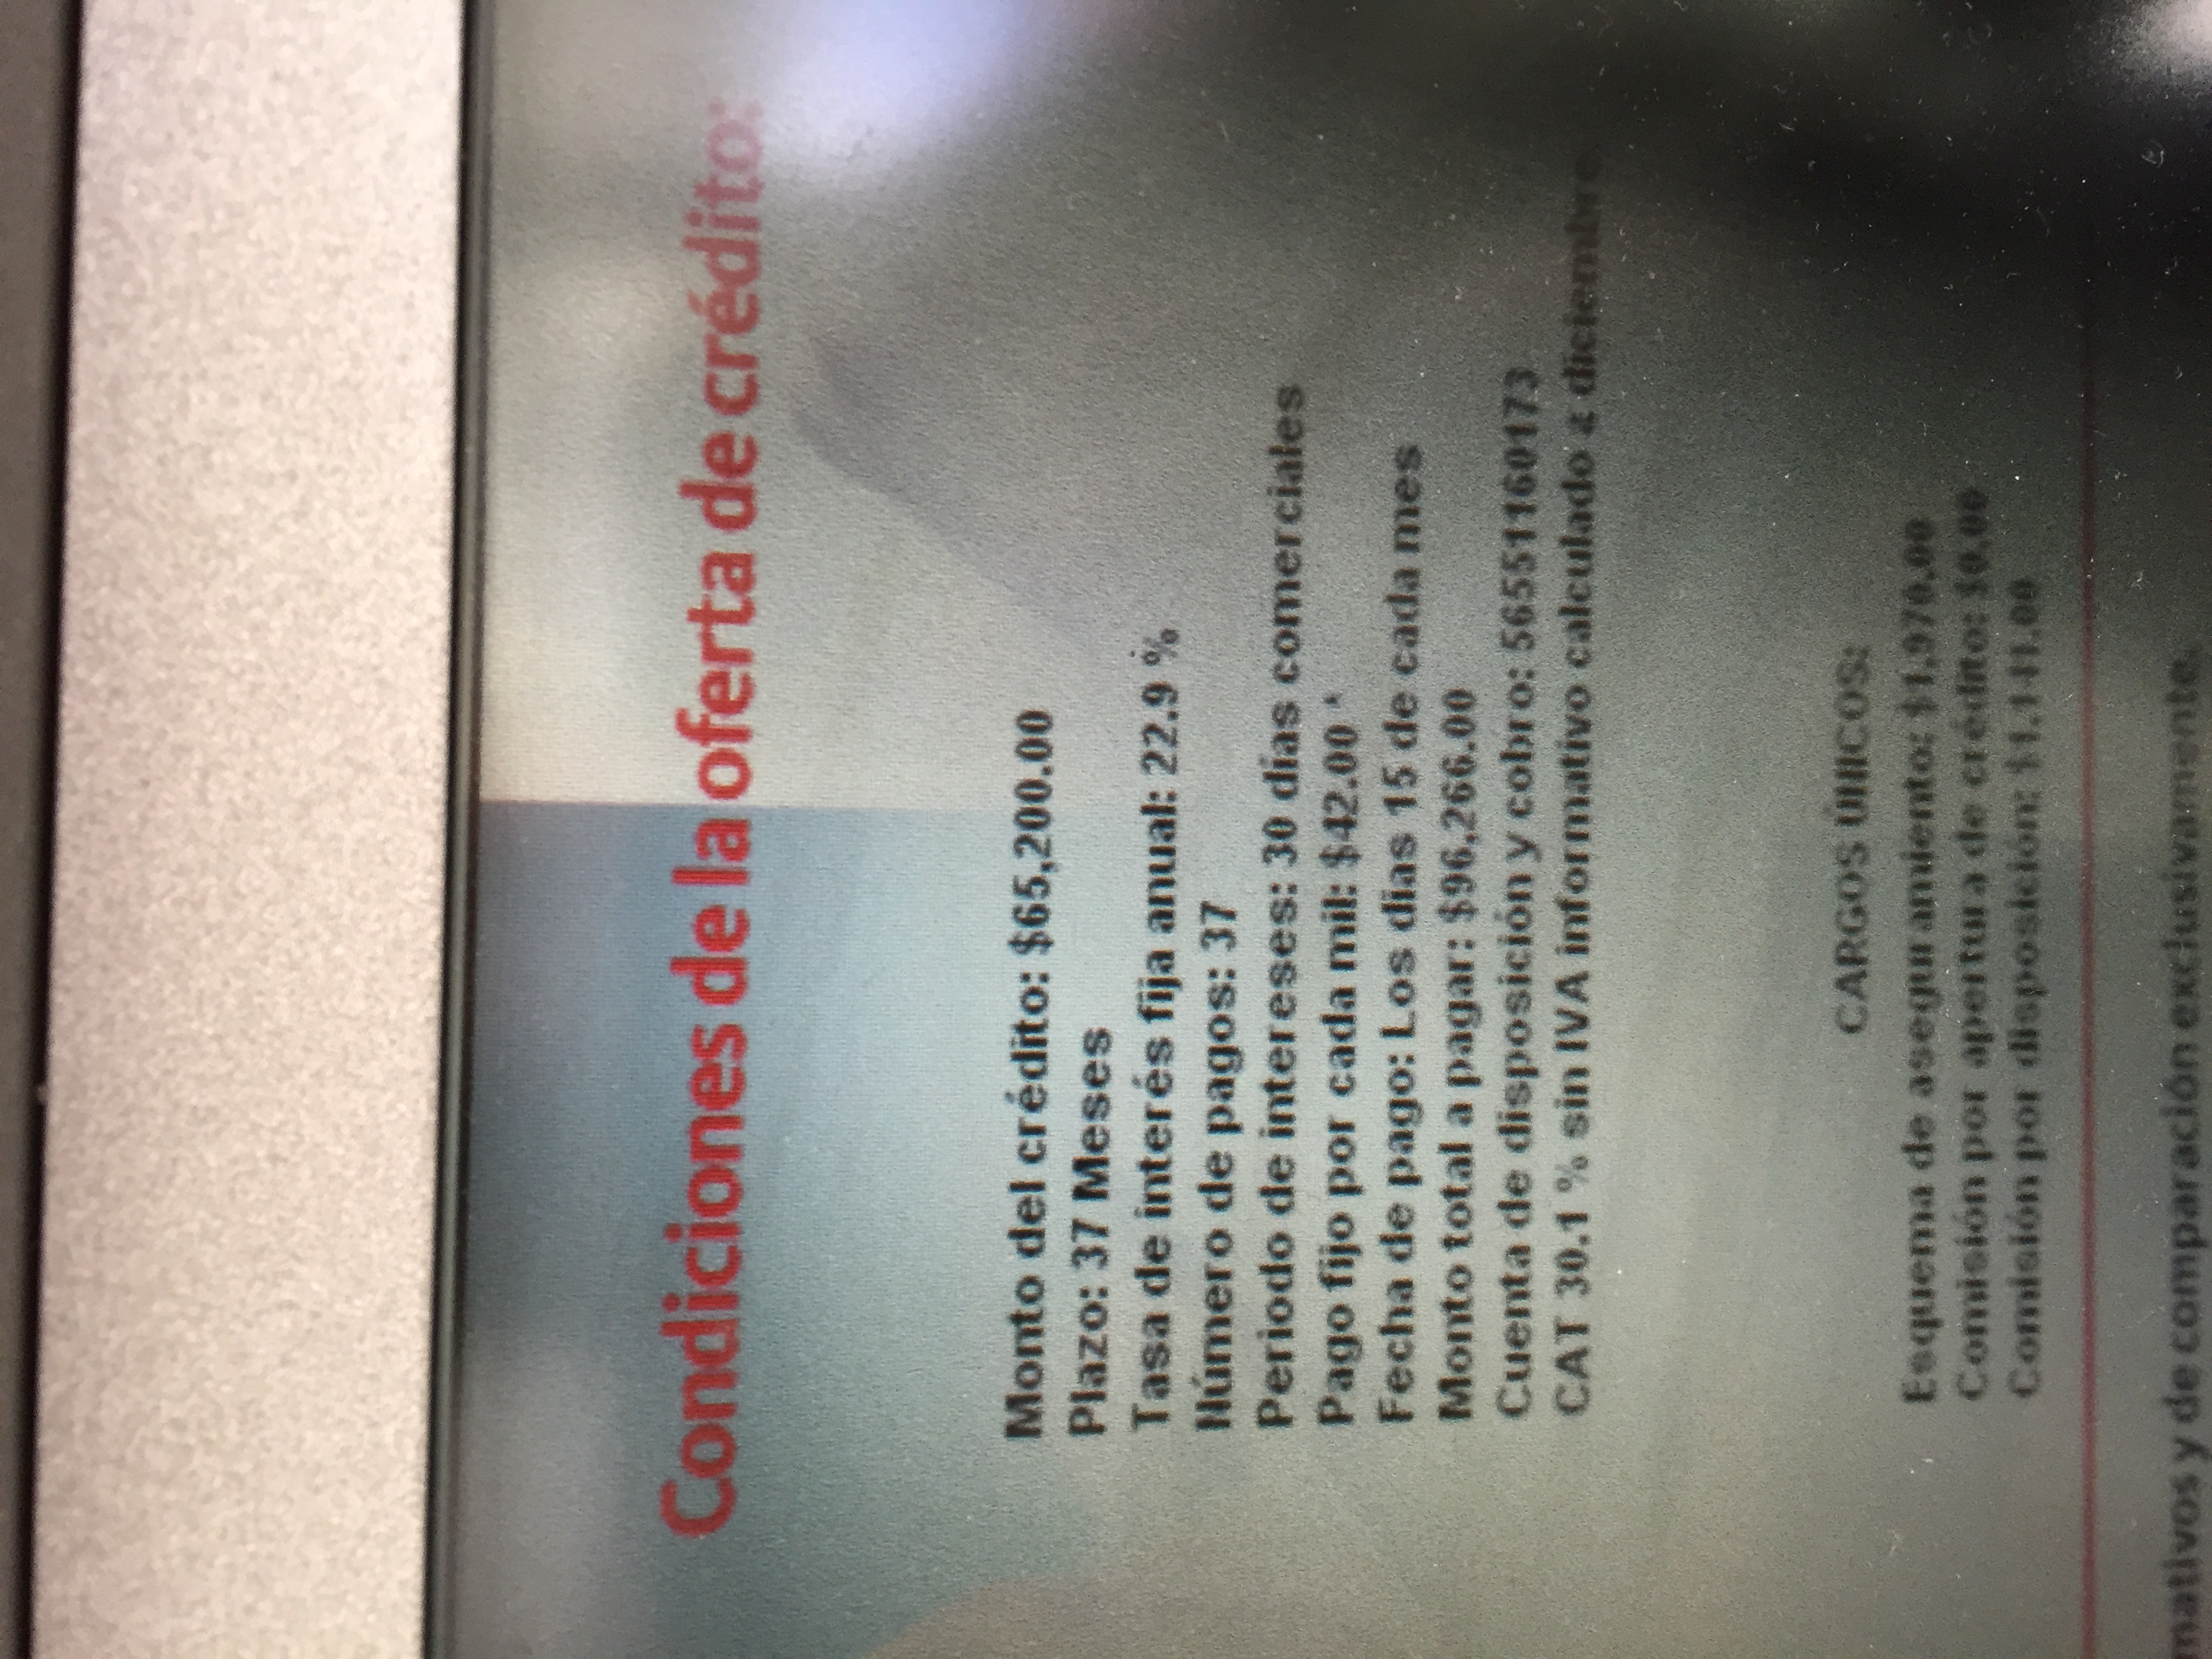 Condiciones de la oferta de crédito:
Monto del crédito: $65,200.00
Plazo: 37 Meses
Tasa de interés fija anual: 22.9 %
Número de pagos: 37
Periodo de intereses: 30 días comerciales
Pago fijo por cada mil: $42.00 *
Fecha de pago: Los días 15 de cada mes
Monto total a pagar: $96,266.00
Cuenta de disposición y cobro: 56551160173
CAT 30.1 % sin IVA informativo calculado a diciembre
CARGOS ÚNICOS:
Esquema de aseguramiento: $1,970.00
Comisión por apertura de crédito: $0.00
Comisión por disposición: $1,141.00
mativos y de comparación exclusivamente.